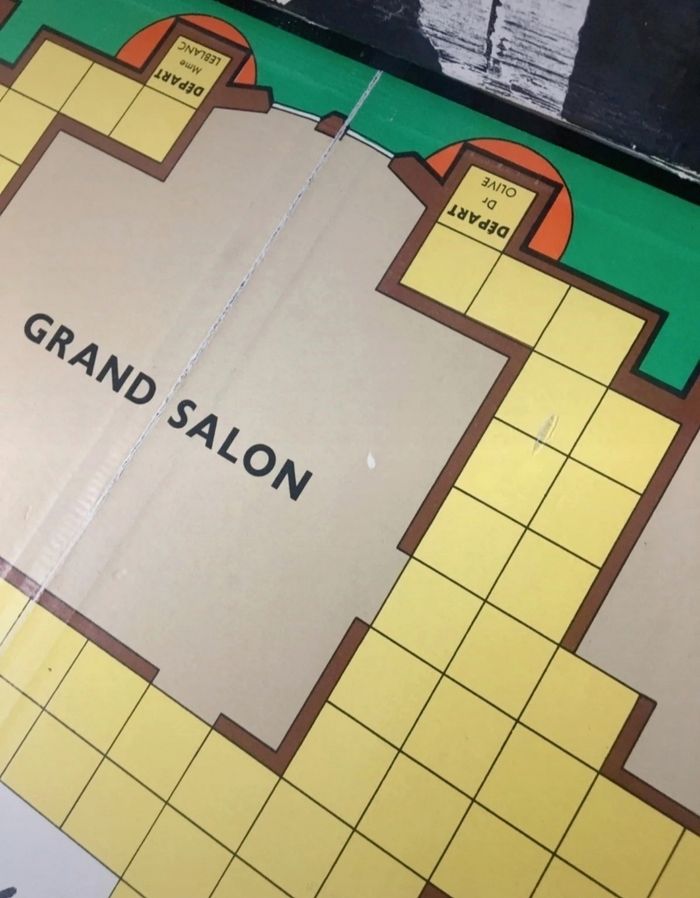 DÉPART
Mme
LEBLANC
DÉPART
Dr
OLIVE
GRAND SALON